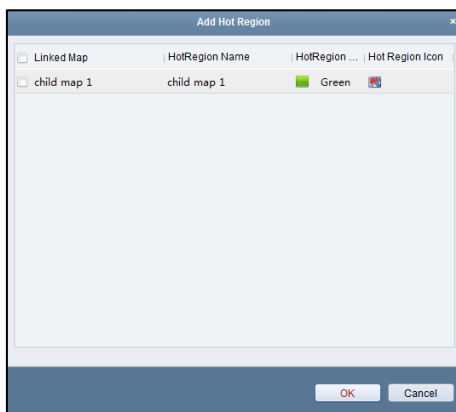 Add Hot Region ×
Linked Map HotRegion Name HotRegion ... Hot Region Icon
child map 1 child map 1 Green
OK Cancel